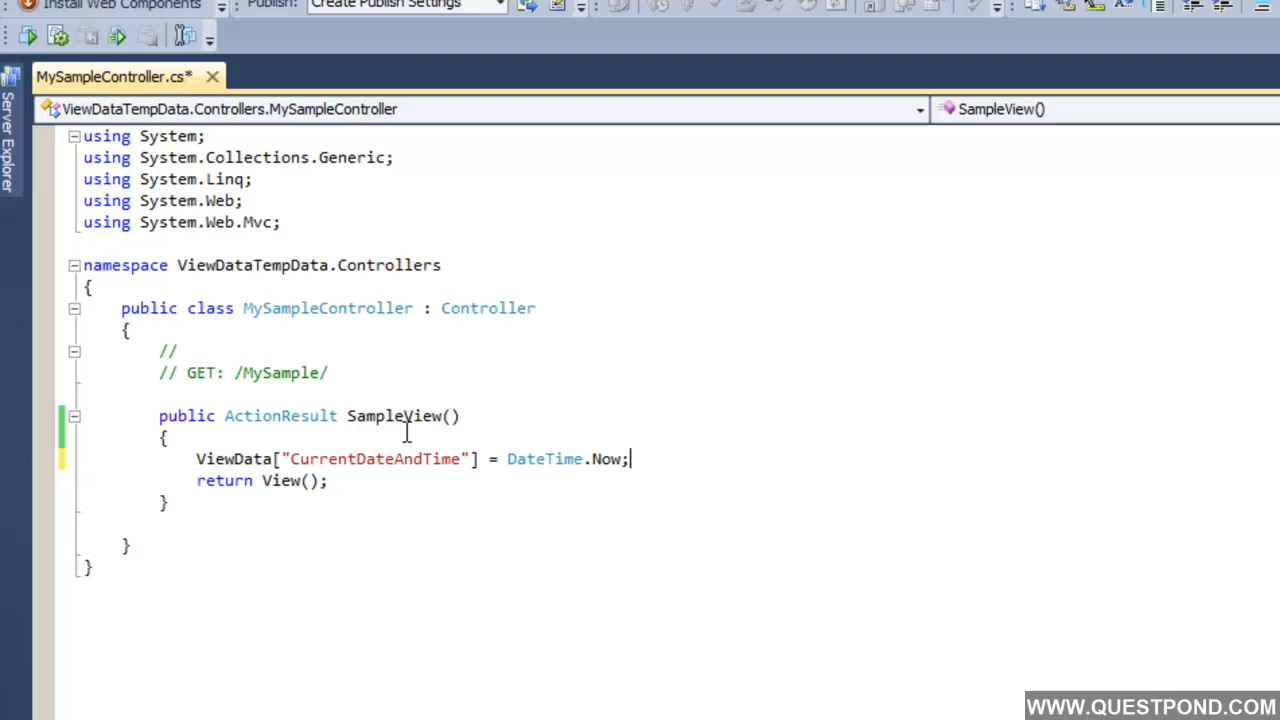 Install Web Components
Publish: Create Publish Settings
Server Explorer
MySampleController.cs*
ViewDataTempData.Controllers.MySampleController
SampleView()
using System;
using System.Collections.Generic;
using System.Linq;
using System.Web;
using System.Web.Mvc;
namespace ViewDataTempData.Controllers
{
public class MySampleController : Controller
{
//
// GET: /MySample/
public ActionResult SampleView()
{
ViewData["CurrentDateAndTime"] = DateTime.Now;
return View();
}
}
}
WWW.QUESTPOND.COM